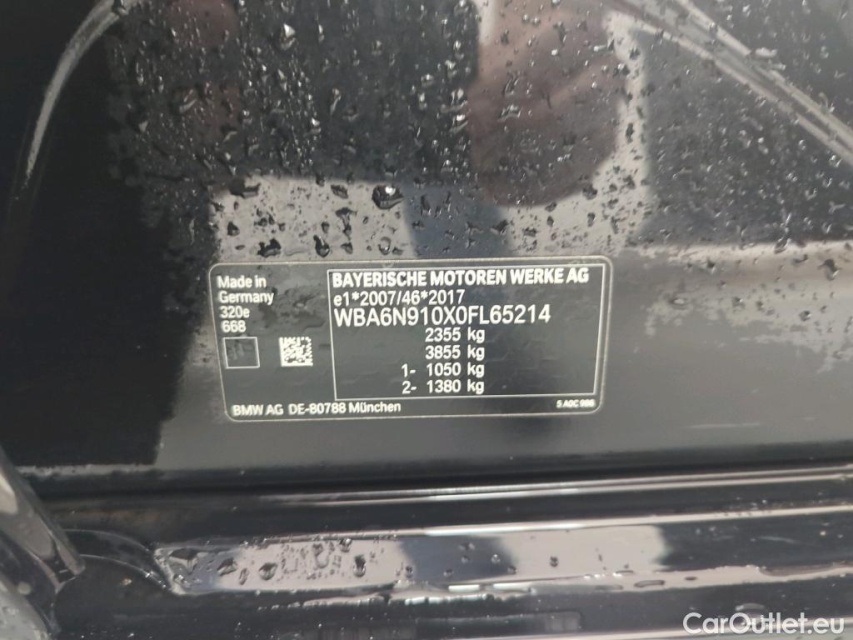 Made in
Germany
320e
668
BAYERISCHE MOTOREN WERKE AG
e1*2007/46*2017
WBA6N910X0FL65214
2355 kg
3855 kg
1- 1050 kg
2- 1380 kg
BMW AG DE-80788 München
CarOutlet.eu